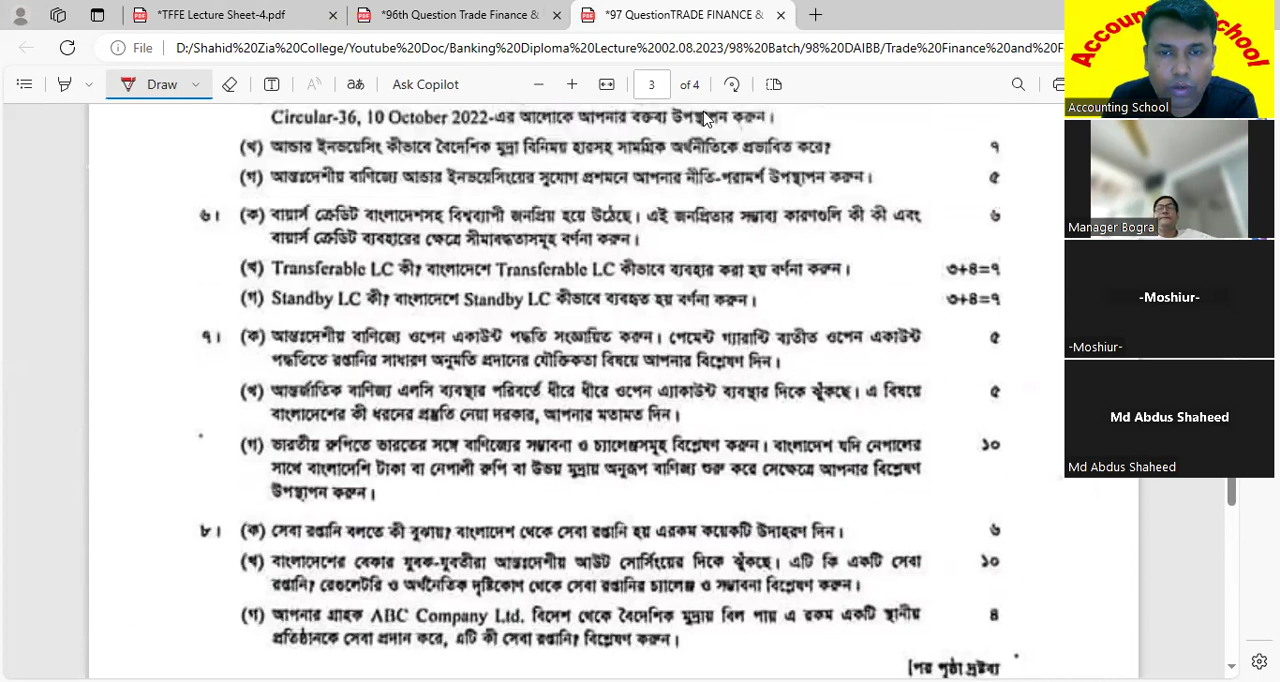 *TFFE Lecture Sheet-4.pdf
*96th Question Trade Finance &
*97 QuestionTRADE FINANCE &
File
D:/Shahid%20Zia%20College/Youtube%20Doc/Banking%20Diploma%20Lecture%2002.08.2023/98%20Batch/98%20DAIBB/Trade%20Finance%20and%20F
Draw
Ask Copilot
3 of 4
Circular-36, 10 October 2022-এর আলোকে আপনার বক্তব্য উপস্থাপন করুন।
(খ) আন্ডার ইনভয়েসিং কীভাবে বৈদেশিক মুদ্রা বিনিময় হারসহ সামগ্রিক অর্থনীতিকে প্রভাবিত করে? ৭
(গ) আন্তঃদেশীয় বাণিজ্যে আন্ডার ইনভয়েসিংয়ের সুযোগ প্রশমনে আপনার নীতি-পরামর্শ উপস্থাপন করুন। ৫
৬। (ক) বায়ার্স ক্রেডিট বাংলাদেশসহ বিশ্বব্যাপী জনপ্রিয় হয়ে উঠেছে। এই জনপ্রিতার সম্ভাব্য কারণগুলি কী কী এবং ৬
বায়ার্স ক্রেডিট ব্যবহারের ক্ষেত্রে সীমাবদ্ধতাসমূহ বর্ণনা করুন।
(খ) Transferable LC কী? বাংলাদেশে Transferable LC কীভাবে ব্যবহার করা হয় বর্ণনা করুন। ৩+৪=৭
(গ) Standby LC কী? বাংলাদেশে Standby LC কীভাবে ব্যবহৃত হয় বর্ণনা করুন। ৩+৪=৭
৭। (ক) আন্তঃদেশীয় বাণিজ্যে ওপেন একাউন্ট পদ্ধতি সংজ্ঞায়িত করুন। পেমেন্ট গ্যারান্টি ব্যতীত ওপেন একাউন্ট ৫
পদ্ধতিতে রপ্তানির সাধারণ অনুমতি প্রদানের যৌক্তিকতা বিষয়ে আপনার বিশ্লেষণ দিন।
(খ) আন্তর্জাতিক বাণিজ্য এলসি ব্যবস্থার পরিবর্তে ধীরে ধীরে ওপেন এ্যাকাউন্ট ব্যবস্থার দিকে ঝুঁকছে। এ বিষয়ে ৫
বাংলাদেশের কী ধরনের প্রস্তুতি নেয়া দরকার, আপনার মতামত দিন।
(গ) ভারতীয় রুপিতে ভারতের সঙ্গে বাণিজ্যের সম্ভাবনা ও চ্যালেঞ্জসমূহ বিশ্লেষণ করুন। বাংলাদেশ যদি নেপালের ১০
সাথে বাংলাদেশি টাকা বা নেপালী রুপি বা উভয় মুদ্রায় অনুরূপ বাণিজ্য শুরু করে সেক্ষেত্রে আপনার বিশ্লেষণ
উপস্থাপন করুন।
৮। (ক) সেবা রপ্তানি বলতে কী বুঝায়? বাংলাদেশ থেকে সেবা রপ্তানি হয় এরকম কয়েকটি উদাহরণ দিন। ৬
(খ) বাংলাদেশের বেকার যুবক-যুবতীরা আন্তঃদেশীয় আউট সোর্সিংয়ের দিকে ঝুঁকছে। এটি কি একটি সেবা ১০
রপ্তানি? রেগুলেটরি ও অর্থনৈতিক দৃষ্টিকোণ থেকে সেবা রপ্তানির চ্যালেঞ্জ ও সম্ভাবনা বিশ্লেষণ করুন।
(গ) আপনার গ্রাহক ABC Company Ltd. বিদেশ থেকে বৈদেশিক মুদ্রায় বিল পায় এ রকম একটি স্থানীয় ৪
প্রতিষ্ঠানকে সেবা প্রদান করে, এটি কী সেবা রপ্তানি? বিশ্লেষণ করুন।
[পর পৃষ্ঠা দ্রষ্টব্য
Accounting School
Accounting School
Manager Bogra
-Moshiur-
-Moshiur-
Md Abdus Shaheed
Md Abdus Shaheed